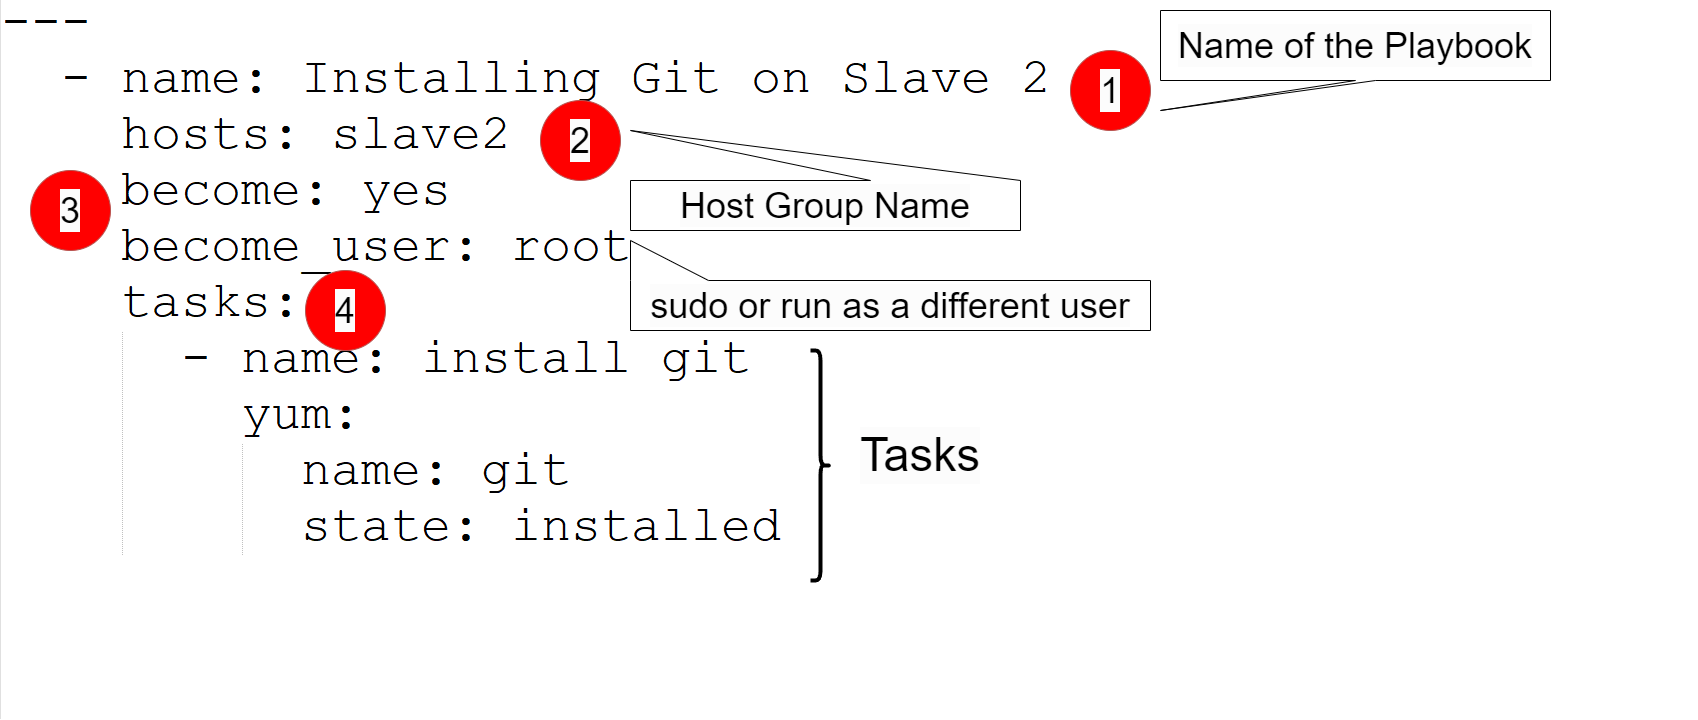 ---
- name: Installing Git on Slave 2
1
Name of the Playbook
hosts: slave2
2
Host Group Name
3
become: yes
become_user: root
sudo or run as a different user
tasks:
4
- name: install git
yum:
name: git
state: installed
Tasks